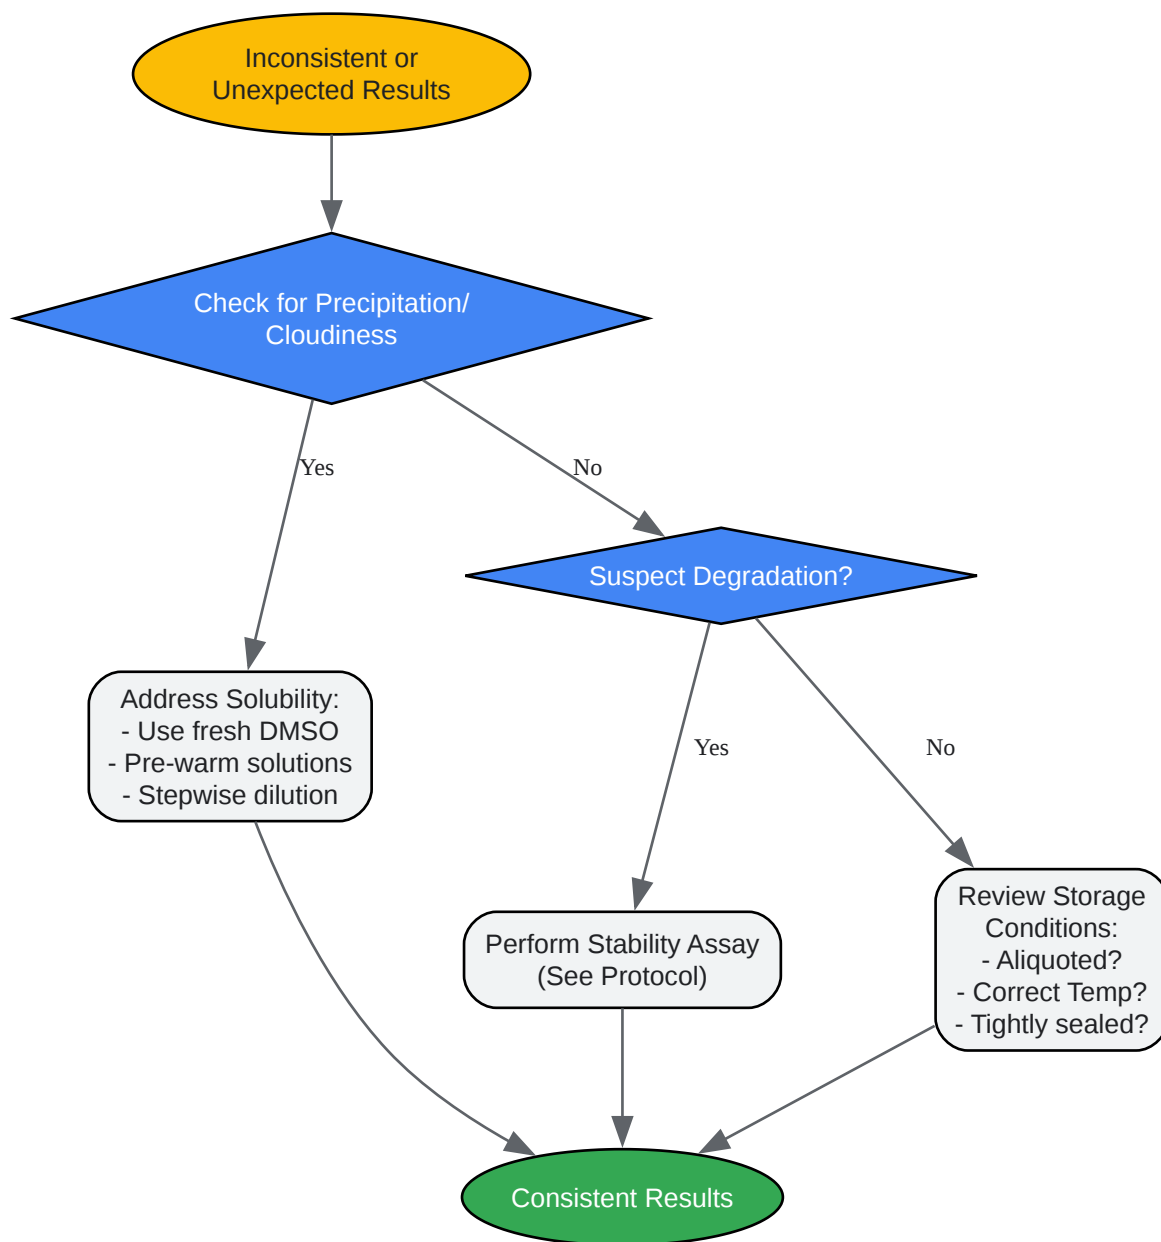 Inconsistent or
Unexpected Results
Check for Precipitation/
Cloudiness
Yes
No
Suspect Degradation?
Address Solubility:
- Use fresh DMSO
- Pre-warm solutions
- Stepwise dilution
Yes
No
Perform Stability Assay
(See Protocol)
Review Storage
Conditions:
- Aliquoted?
- Correct Temp?
- Tightly sealed?
Consistent Results